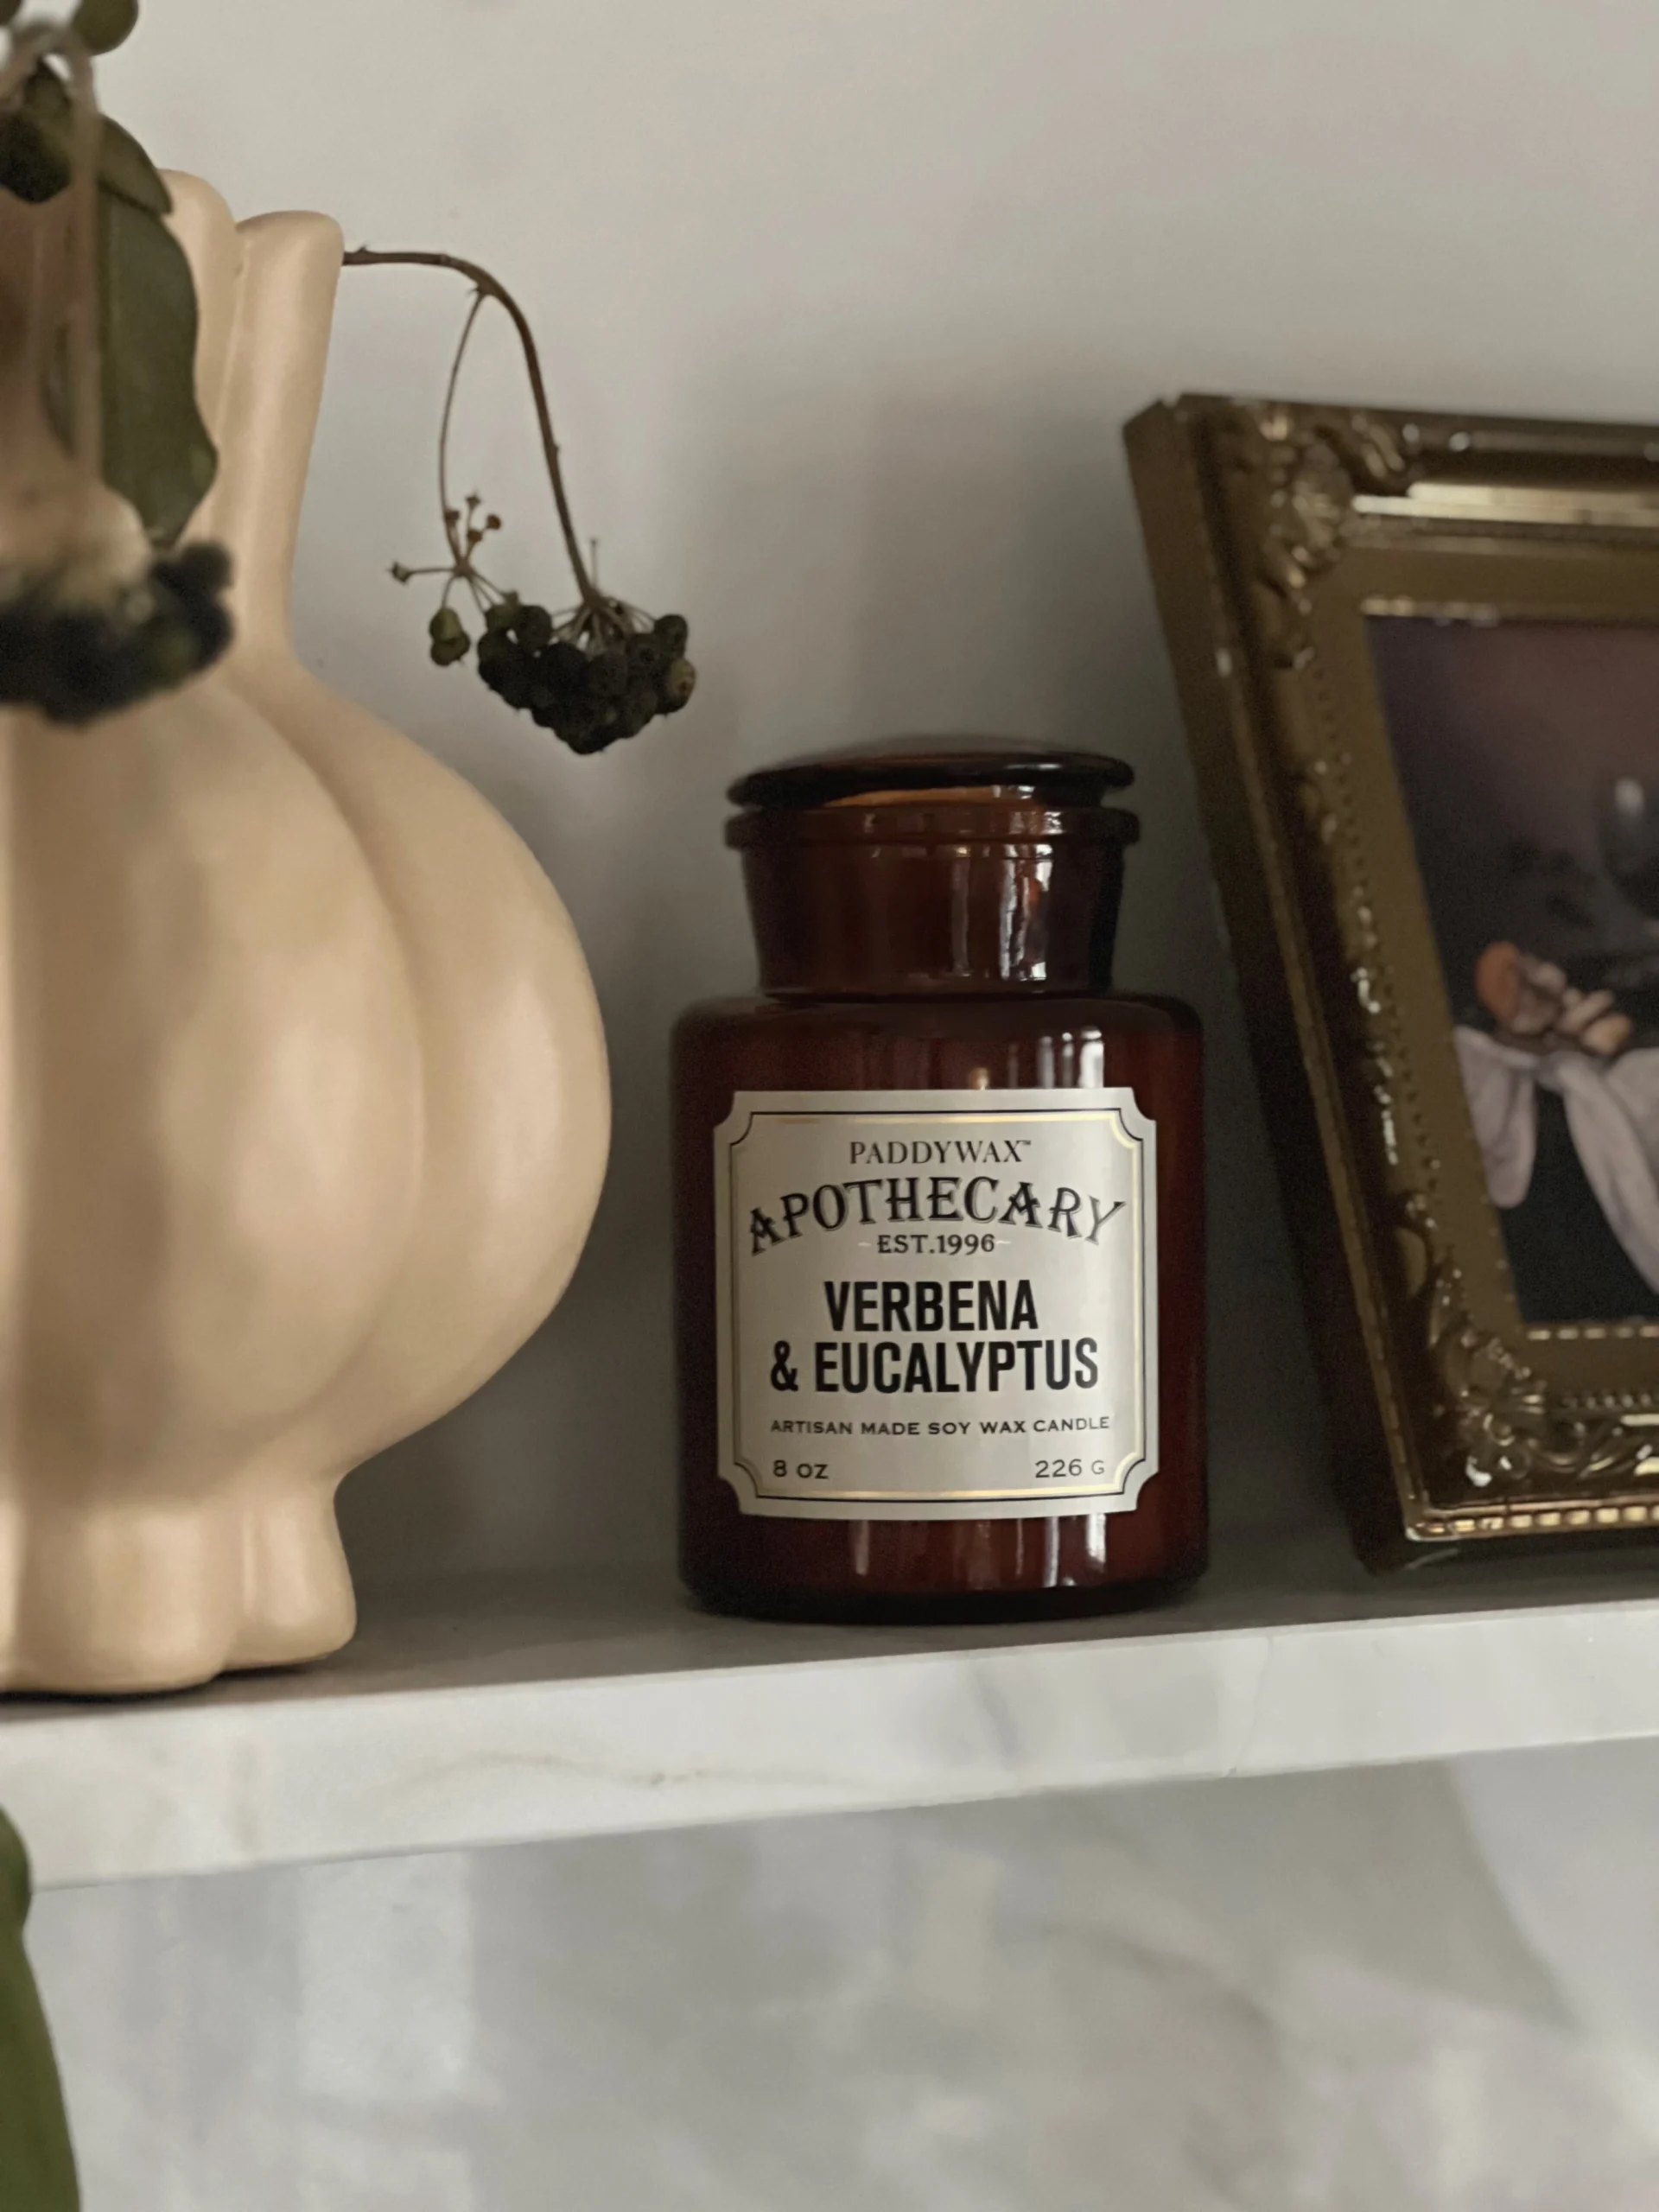 PADDYWAX™
APOTHECARY
EST.1996
VERBENA
& EUCALYPTUS
ARTISAN MADE SOY WAX CANDLE
8 OZ 226 G